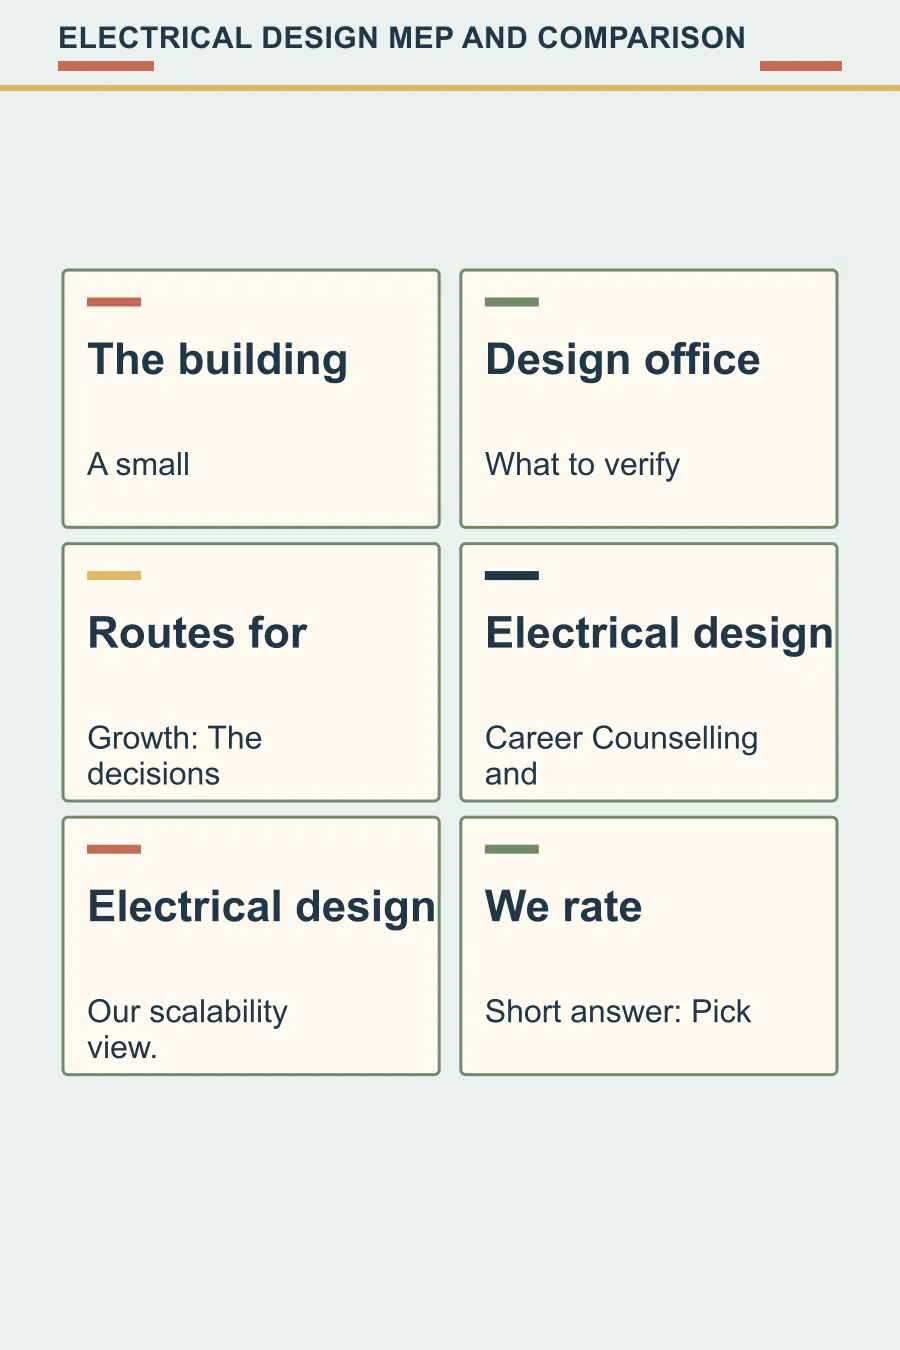 ELECTRICAL DESIGN MEP AND COMPARISON
The building
A small
Design office
What to verify
Routes for
Growth: The
decisions
Electrical design
Career Counselling
and
Electrical design
Our scalability
view.
We rate
Short answer: Pick